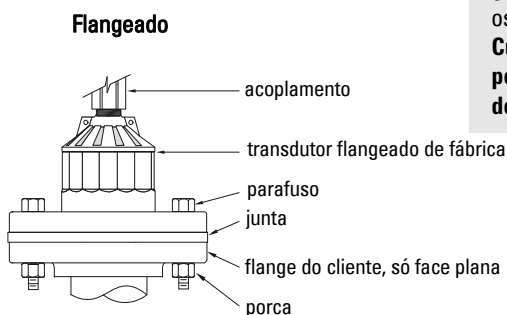 Flangeado
acoplamento
transdutor flangeado de fábrica
parafuso
junta
flange do cliente, só face plana
porca